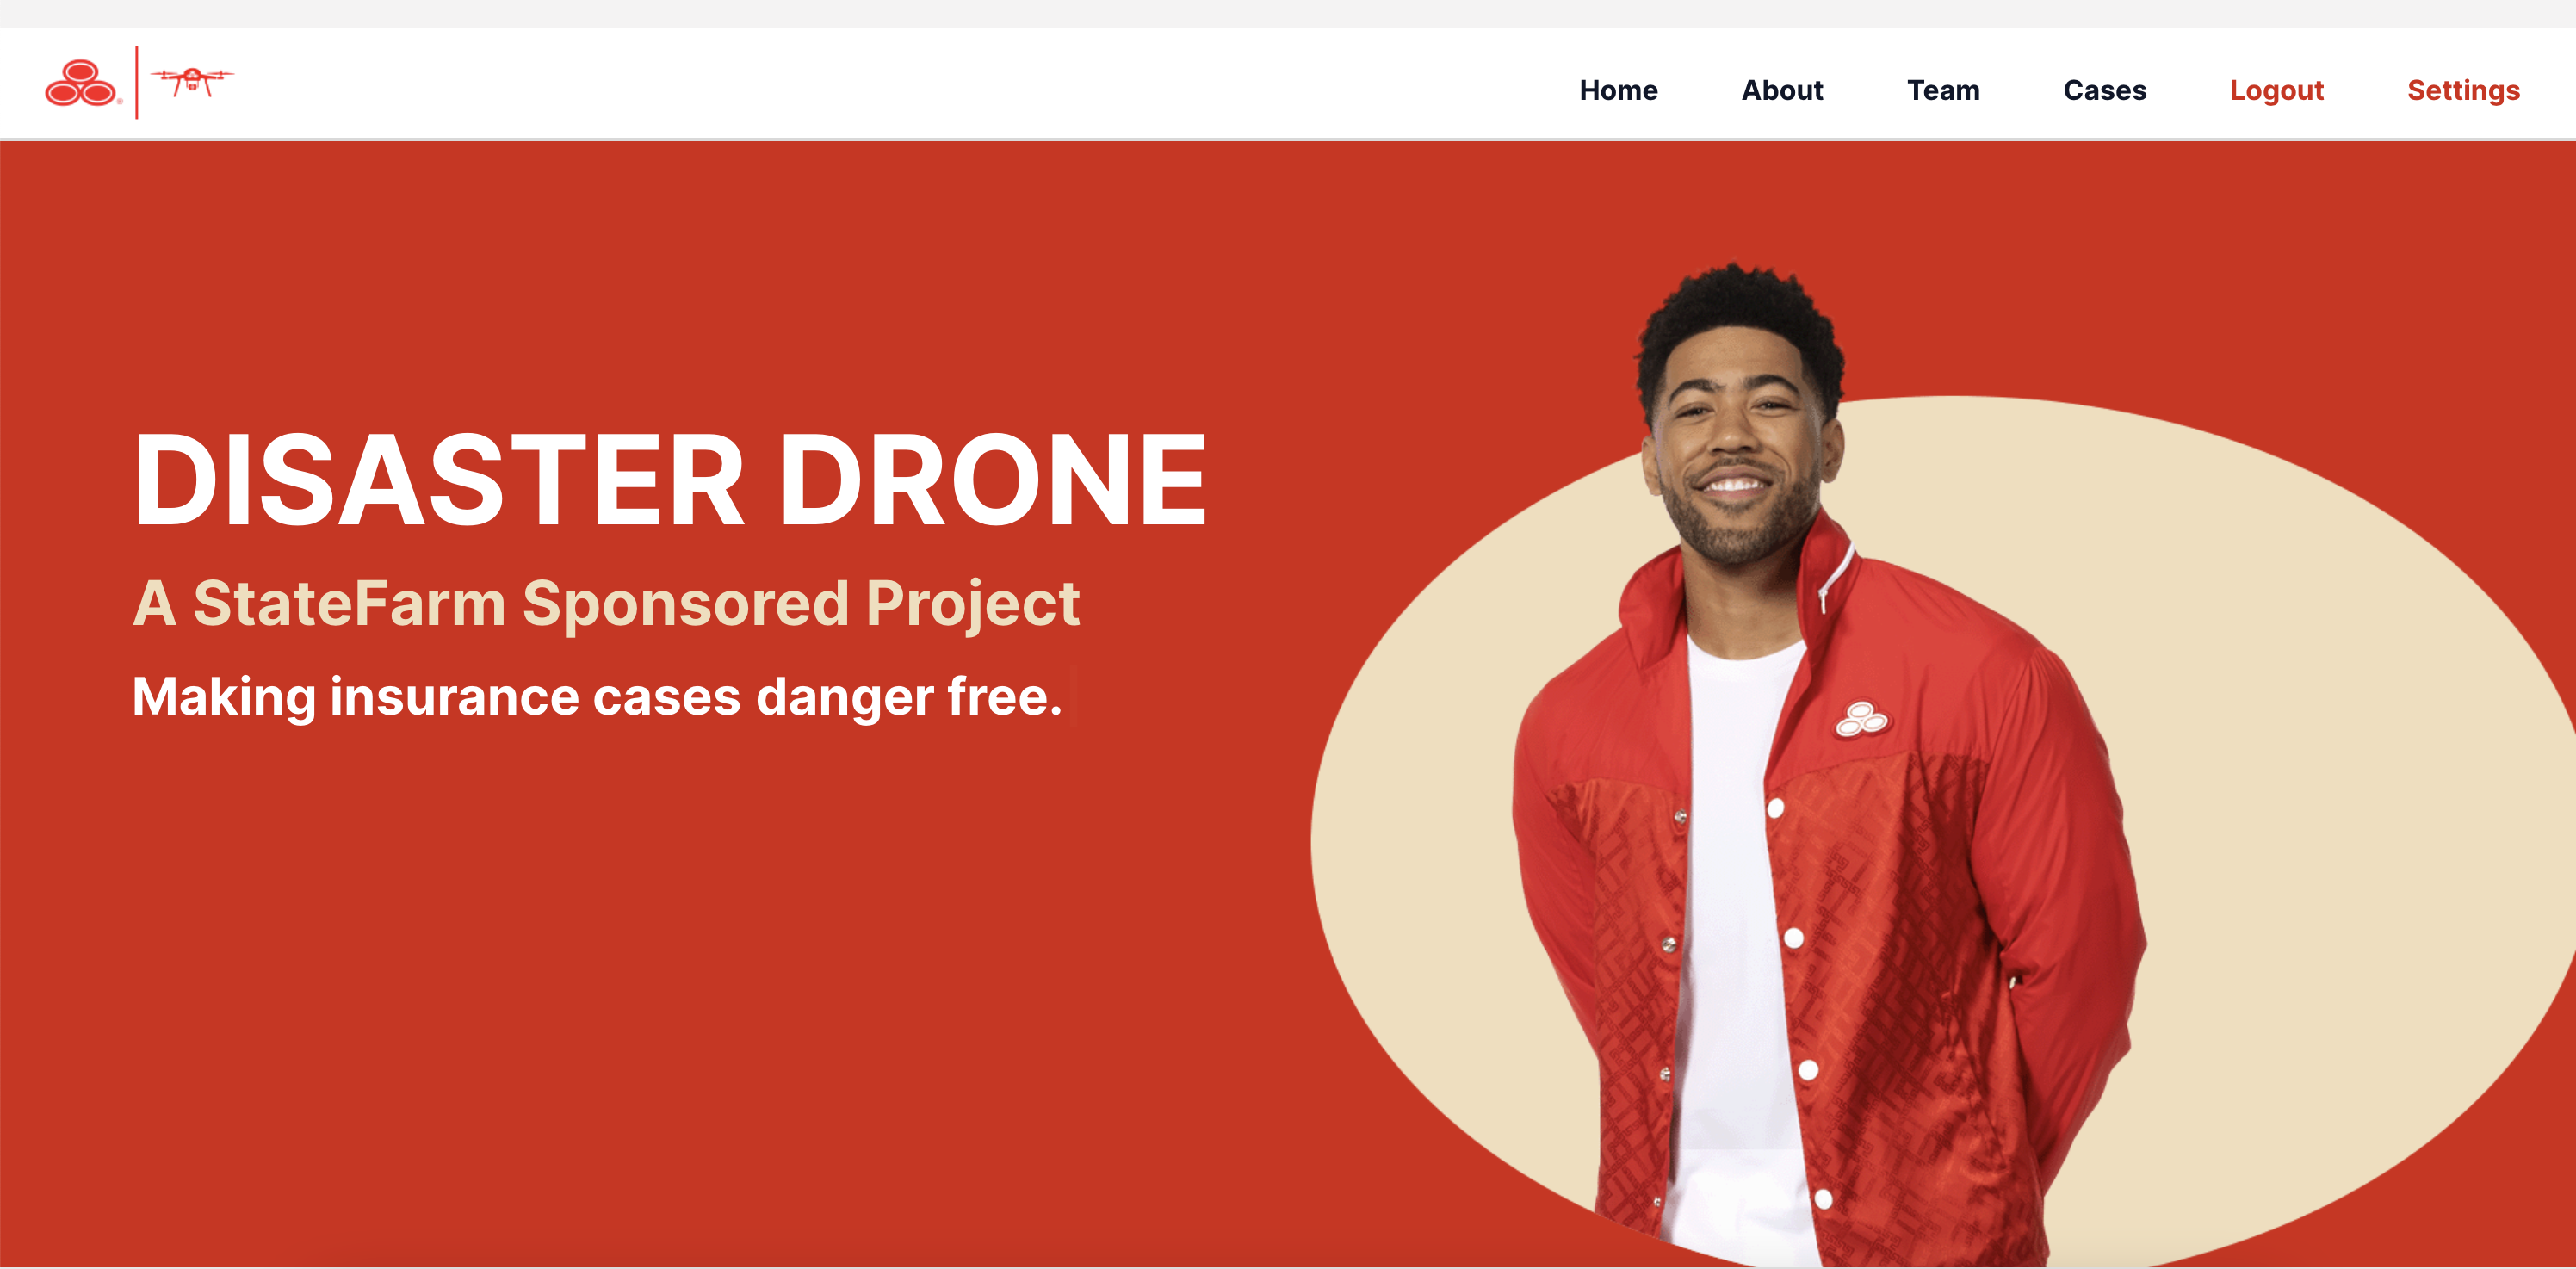 Home About Team Cases Logout Settings
DISASTER DRONE
A StateFarm Sponsored Project
Making insurance cases danger free.